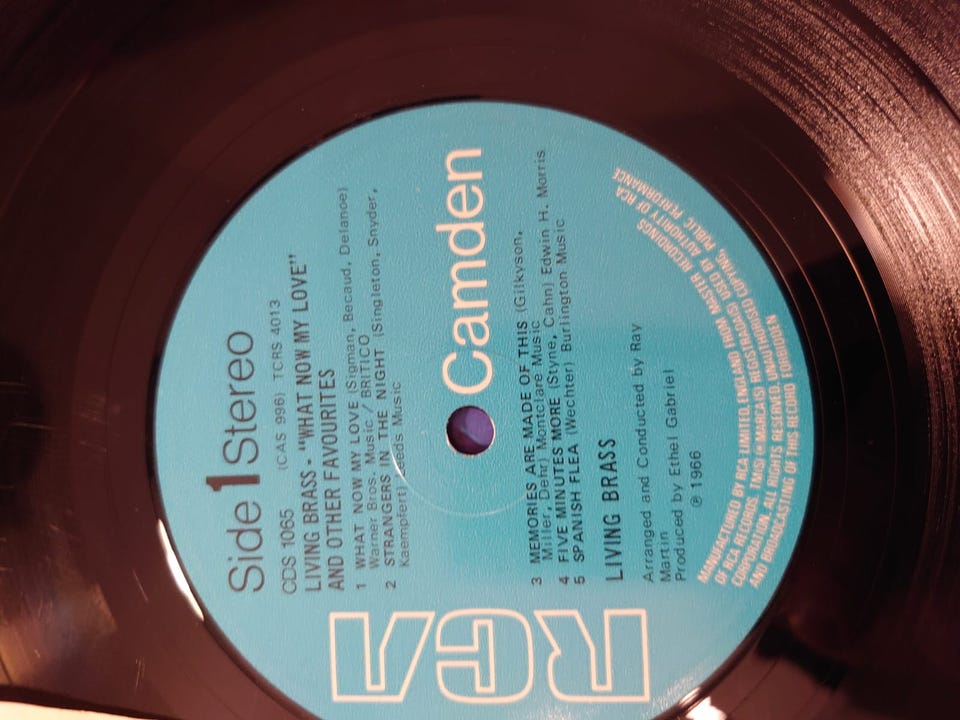 Side 1 Stereo
CDS 1065 (CAS 996) TCRS 4013
LIVING BRASS - "WHAT NOW MY LOVE"
AND OTHER FAVOURITES
1 WHAT NOW MY LOVE (Sigman, Becaud, Delanoe)
Warner Bros. Music / BRITICO
2 STRANGERS IN THE NIGHT (Singleton, Snyder,
Kaempfert) Leeds Music
RCA
Camden
3 MEMORIES ARE MADE OF THIS (Gilkyson,
Miller, Dehr) Montclare Music
4 FIVE MINUTES MORE (Styne, Cahn) Edwin H. Morris
5 SPANISH FLEA (Wechter) Burlington Music
LIVING BRASS
Arranged and Conducted by Ray
Martin
Produced by Ethel Gabriel
℗ 1966
MANUFACTURED BY RCA LIMITED, ENGLAND FROM MASTER RECORDINGS
OF RCA RECORDS. TM(S) ® MARCA(S) REGISTRADA(S) USED BY AUTHORITY OF RCA
CORPORATION. ALL RIGHTS RESERVED. UNAUTHORISED COPYING, PUBLIC PERFORMANCE
AND BROADCASTING OF THIS RECORD FORBIDDEN